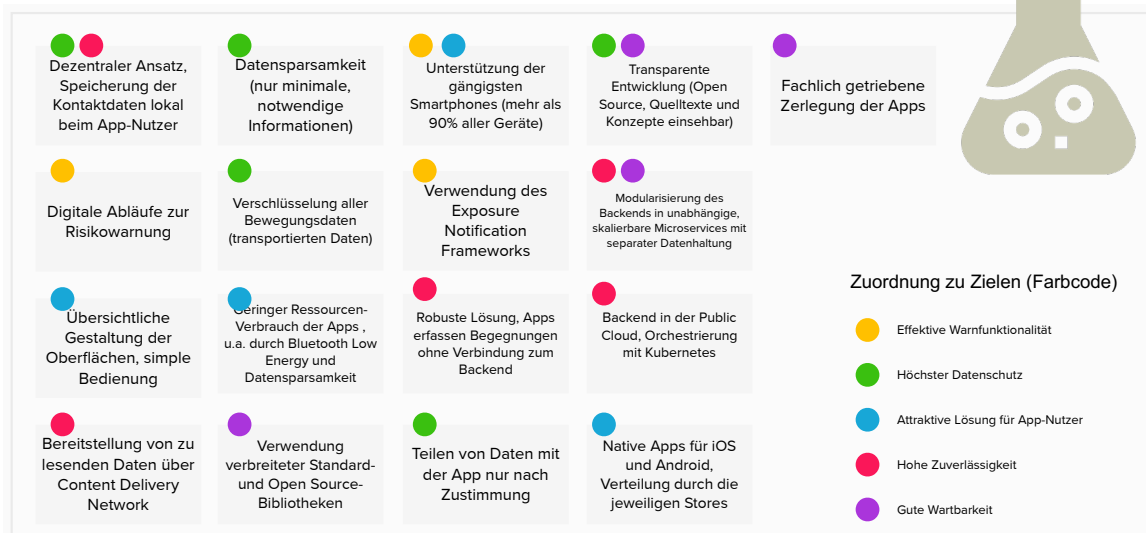 Dezentraler Ansatz,
Speicherung der
Kontaktdaten lokal
beim App-Nutzer
Datensparsamkeit
(nur minimale,
notwendige
Informationen)
Unterstützung der
gängigsten
Smartphones (mehr als
90% aller Geräte)
Transparente
Entwicklung (Open
Source, Quelltexte und
Konzepte einsehbar)
Fachlich getriebene
Zerlegung der Apps
Digitale Abläufe zur
Risikowarnung
Verschlüsselung aller
Bewegungsdaten
(transportierten Daten)
Verwendung des
Exposure
Notification
Frameworks
Modularisierung des
Backends in unabhängige,
skalierbare Microservices mit
separater Datenhaltung
Übersichtliche
Gestaltung der
Oberflächen, simple
Bedienung
Geringer Ressourcen-
Verbrauch der Apps ,
u.a. durch Bluetooth Low
Energy und
Datensparsamkeit
Robuste Lösung, Apps
erfassen Begegnungen
ohne Verbindung zum
Backend
Backend in der Public
Cloud, Orchestrierung
mit Kubernetes
Bereitstellung von zu
lesenden Daten über
Content Delivery
Network
Verwendung
verbreiteter Standard-
und Open Source-
Bibliotheken
Teilen von Daten mit
der App nur nach
Zustimmung
Native Apps für iOS
und Android,
Verteilung durch die
jeweiligen Stores
Zuordnung zu Zielen (Farbcode)
Effektive Warnfunktionalität
Höchster Datenschutz
Attraktive Lösung für App-Nutzer
Hohe Zuverlässigkeit
Gute Wartbarkeit